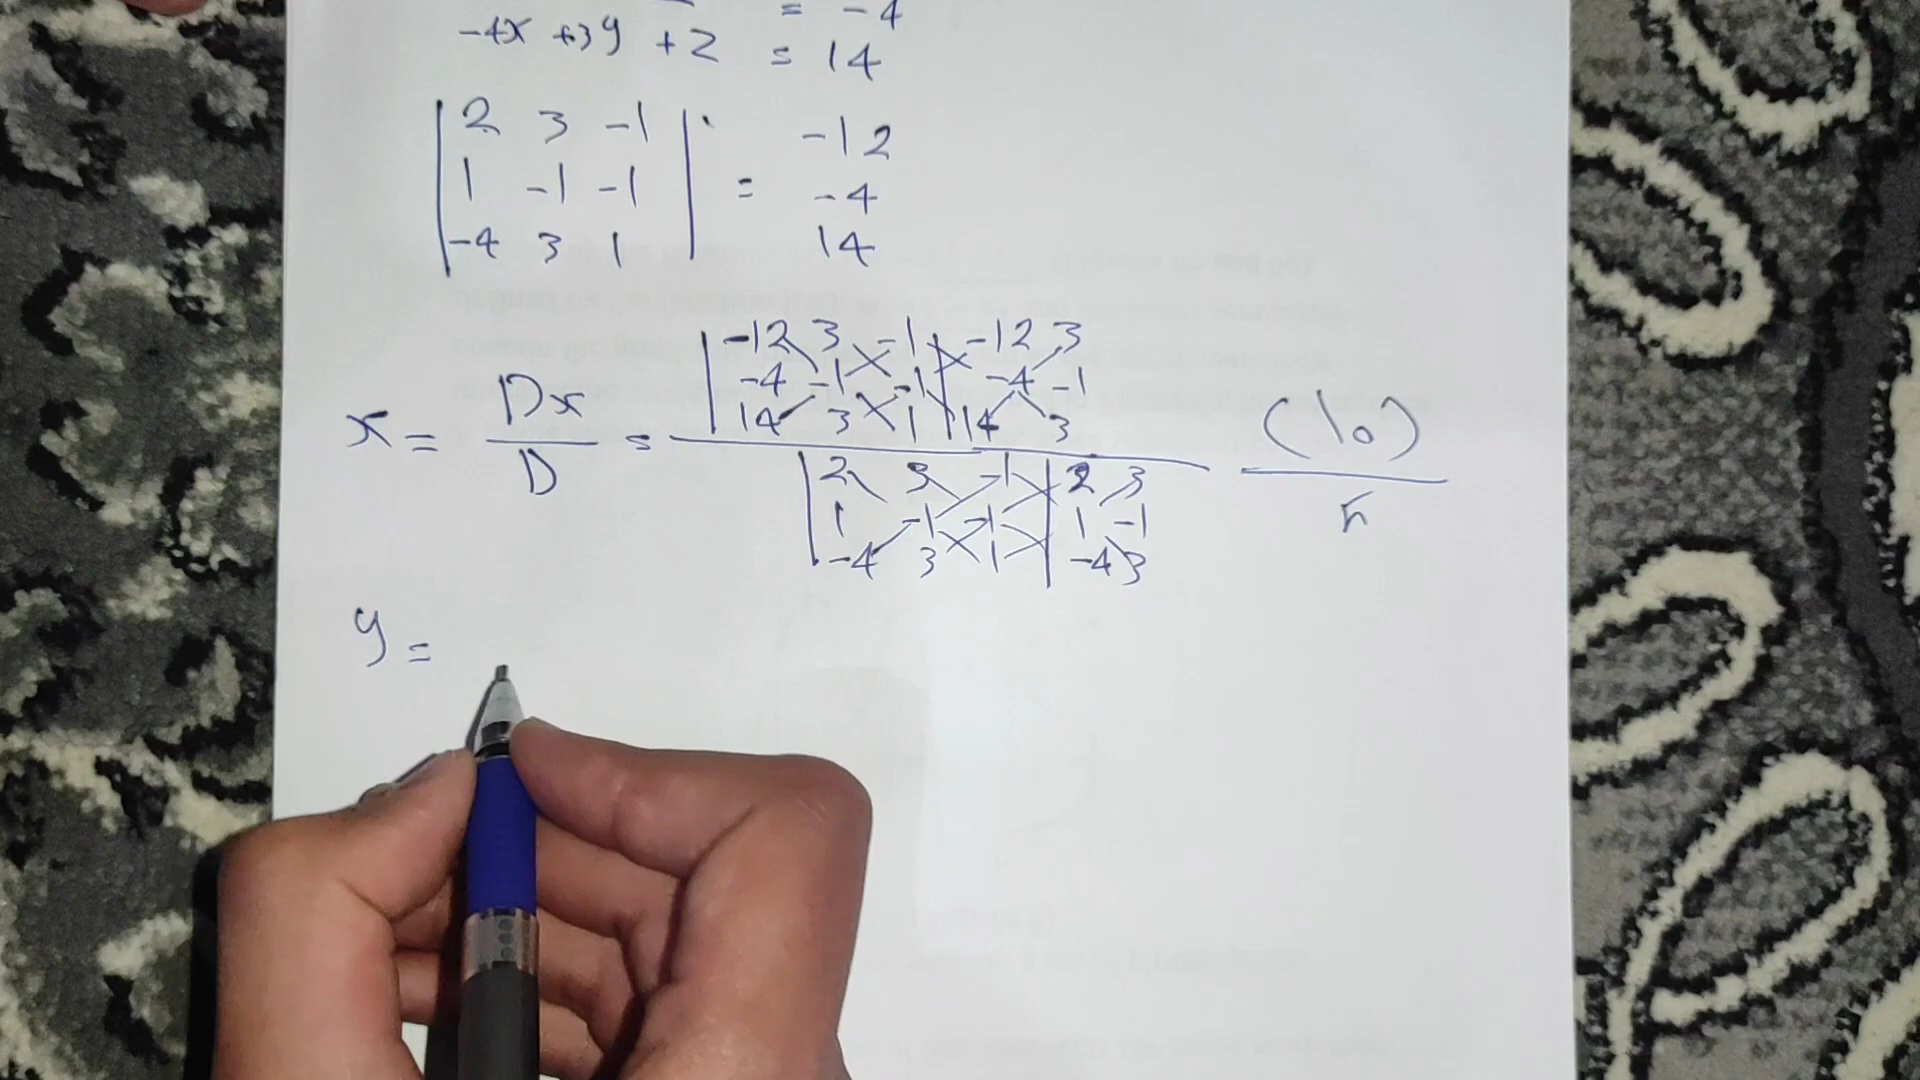 = -4
-4x +3y + z = 14
| 2 3 -1 | -12
| 1 -1 -1 | = -4
| -4 3 1 | 14
| -12 3 -1 | -12 3
| -4 -1 -1 | -4 -1
| 14 3 1 | 14 3
x = Dx / D = (10)
| 2 3 -1 | 2 3
| 1 -1 -1 | 1 -1
| -4 3 1 | -4 3
y =